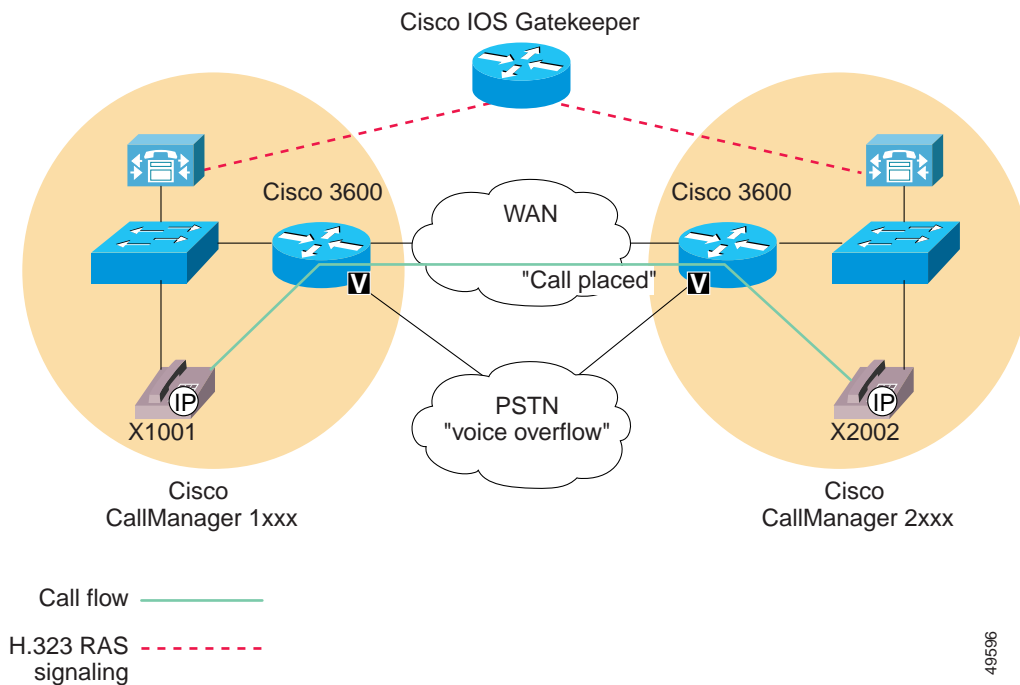 Cisco IOS Gatekeeper
Cisco 3600
WAN
Cisco 3600
"Call placed"
V
V
IP
X1001
PSTN
"voice overflow"
IP
X2002
Cisco
CallManager 1xxx
Cisco
CallManager 2xxx
Call flow
H.323 RAS
signaling
49596